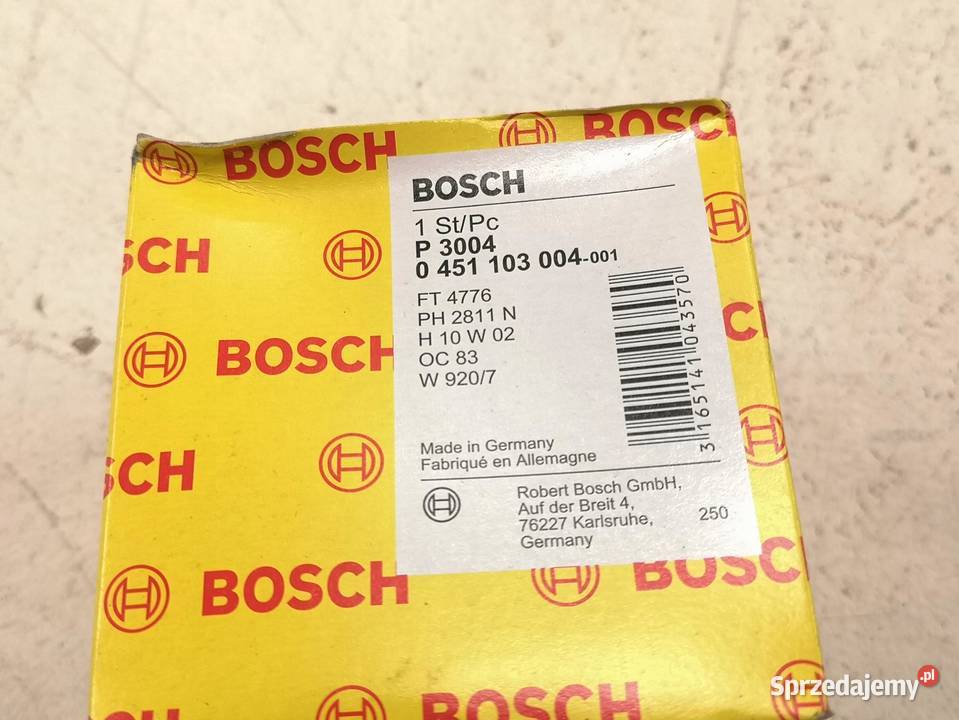 BOSCH
BOSCH
BOSCH
1 St/Pc
P 3004
0 451 103 004-001
FT 4776
PH 2811 N
H 10 W 02
OC 83
W 920/7
3 165141 043570
Made in Germany
Fabriqué en Allemagne
Robert Bosch GmbH,
Auf der Breit 4,
76227 Karlsruhe,
Germany
250
SCH
BOSCH
SCH
BOSCH
BOSC
BOSCH
Sprzedajemy.pl